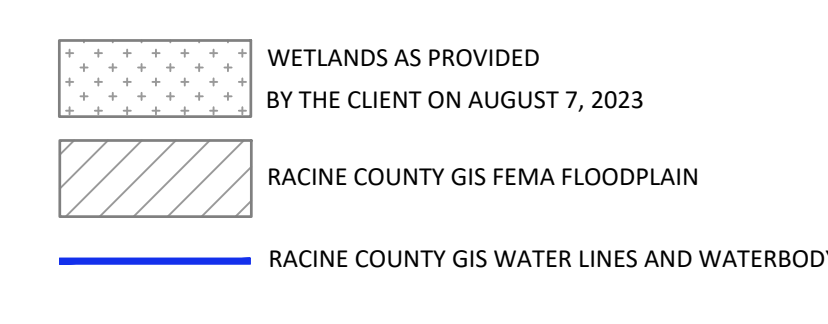 WETLANDS AS PROVIDED
BY THE CLIENT ON AUGUST 7, 2023
RACINE COUNTY GIS FEMA FLOODPLAIN
RACINE COUNTY GIS WATER LINES AND WATERBODY